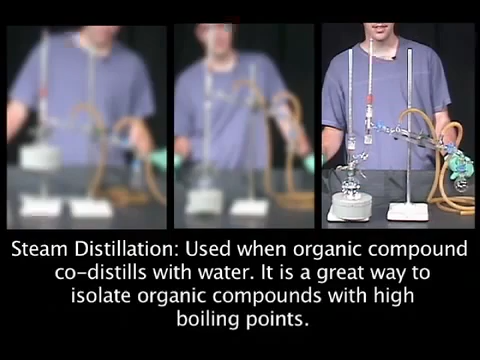 Steam Distillation: Used when organic compound
co-distills with water. It is a great way to
isolate organic compounds with high
boiling points.